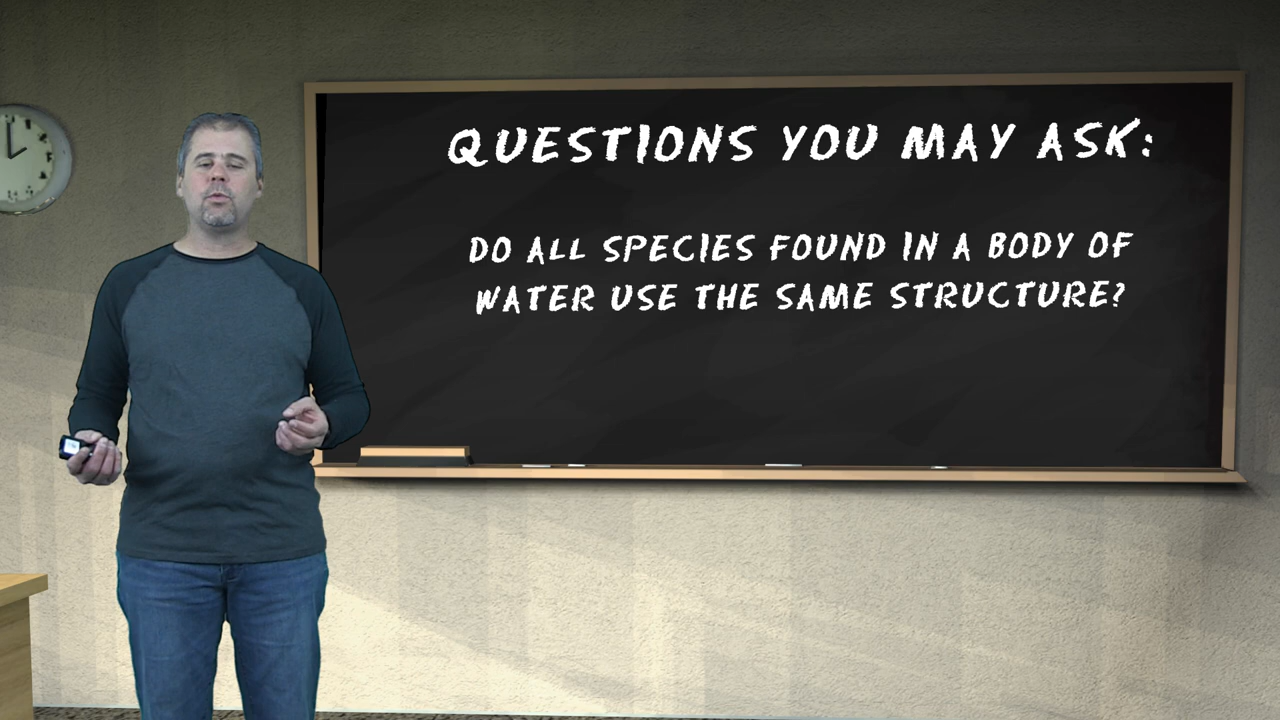 QUESTIONS YOU MAY ASK:
DO ALL SPECIES FOUND IN A BODY OF
WATER USE THE SAME STRUCTURE?